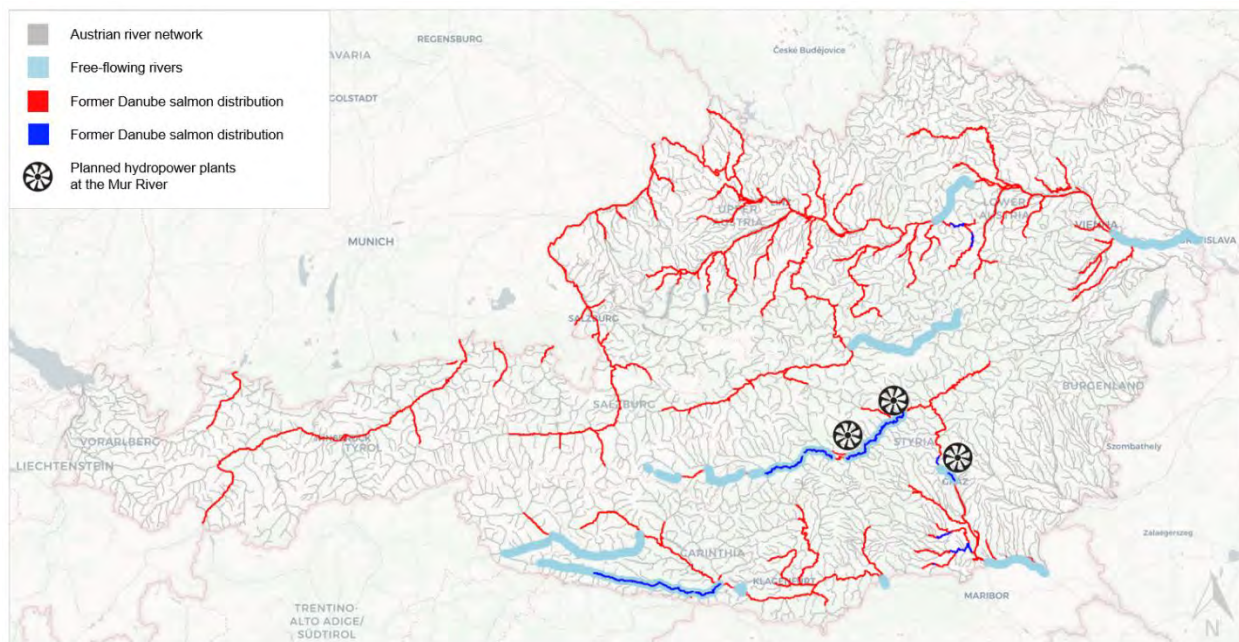 Austrian river network
Free-flowing rivers
Former Danube salmon distribution
Former Danube salmon distribution
Planned hydropower plants
at the Mur River
REGENSBURG
České Budějovice
BAVARIA
GOLSTADT
MUNICH
UPPER
AUSTRIA
LOWER
AUSTRIA
VIENNA
BRATISLAVA
SALZBURG
SALZBURG
BURGENLAND
VORARLBERG
TYROL
STYRIA
Szombathely
LIECHTENSTEIN
GRAZ
Zalaegerszeg
CARINTHIA
KLAGENFURT
MARIBOR
TRENTINO-
ALTO ADIGE/
SÜDTIROL
N